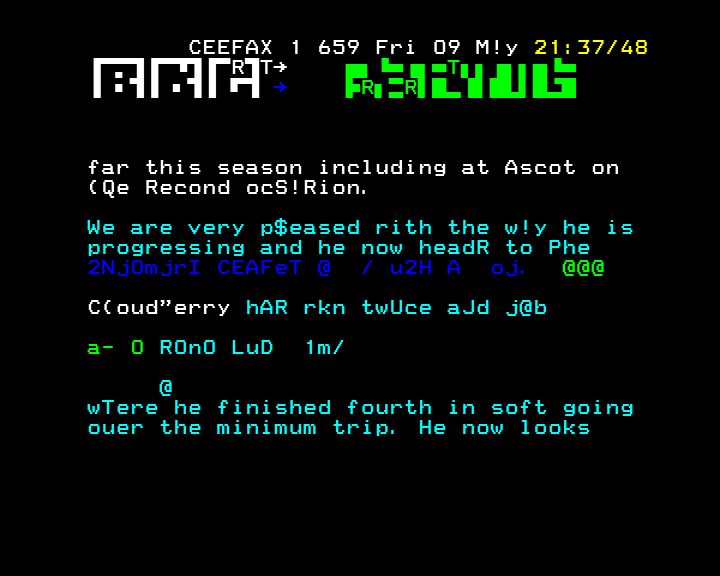 CEEFAX 1 659 Fri 09 M!y 21:37/48
far this season including at Ascot on
(Qe Recond ocS!Rion.
We are very p$eased rith the w!y he is
progressing and he now headR to Phe
2NjOmjrI CEAFeT @ / u2H A oj. @@@
C(oud"erry hAR rkn twUce aJd j@b
a- O ROnO LuD 1m/
@
wTere he finished fourth in soft going
ouer the minimum trip. He now looks